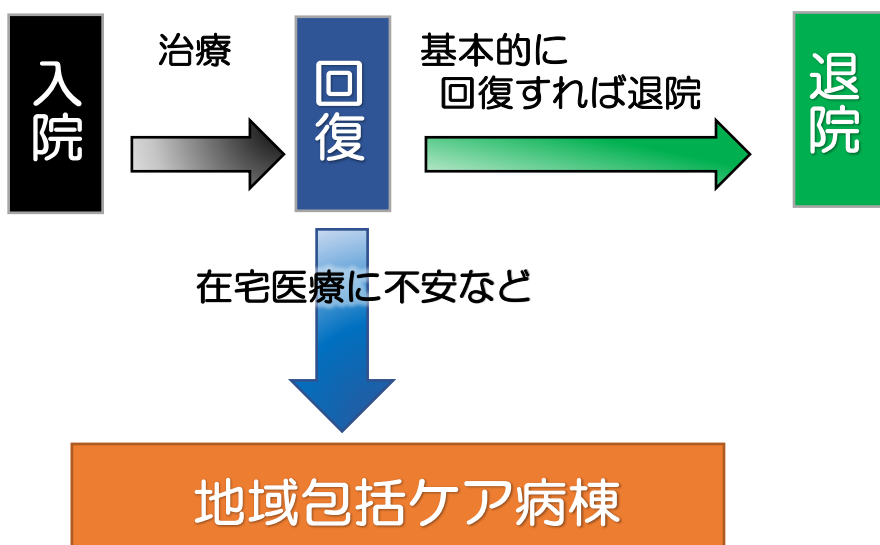 入院
治療
回復
基本的に
回復すれば退院
退院
在宅医療に不安など
地域包括ケア病棟